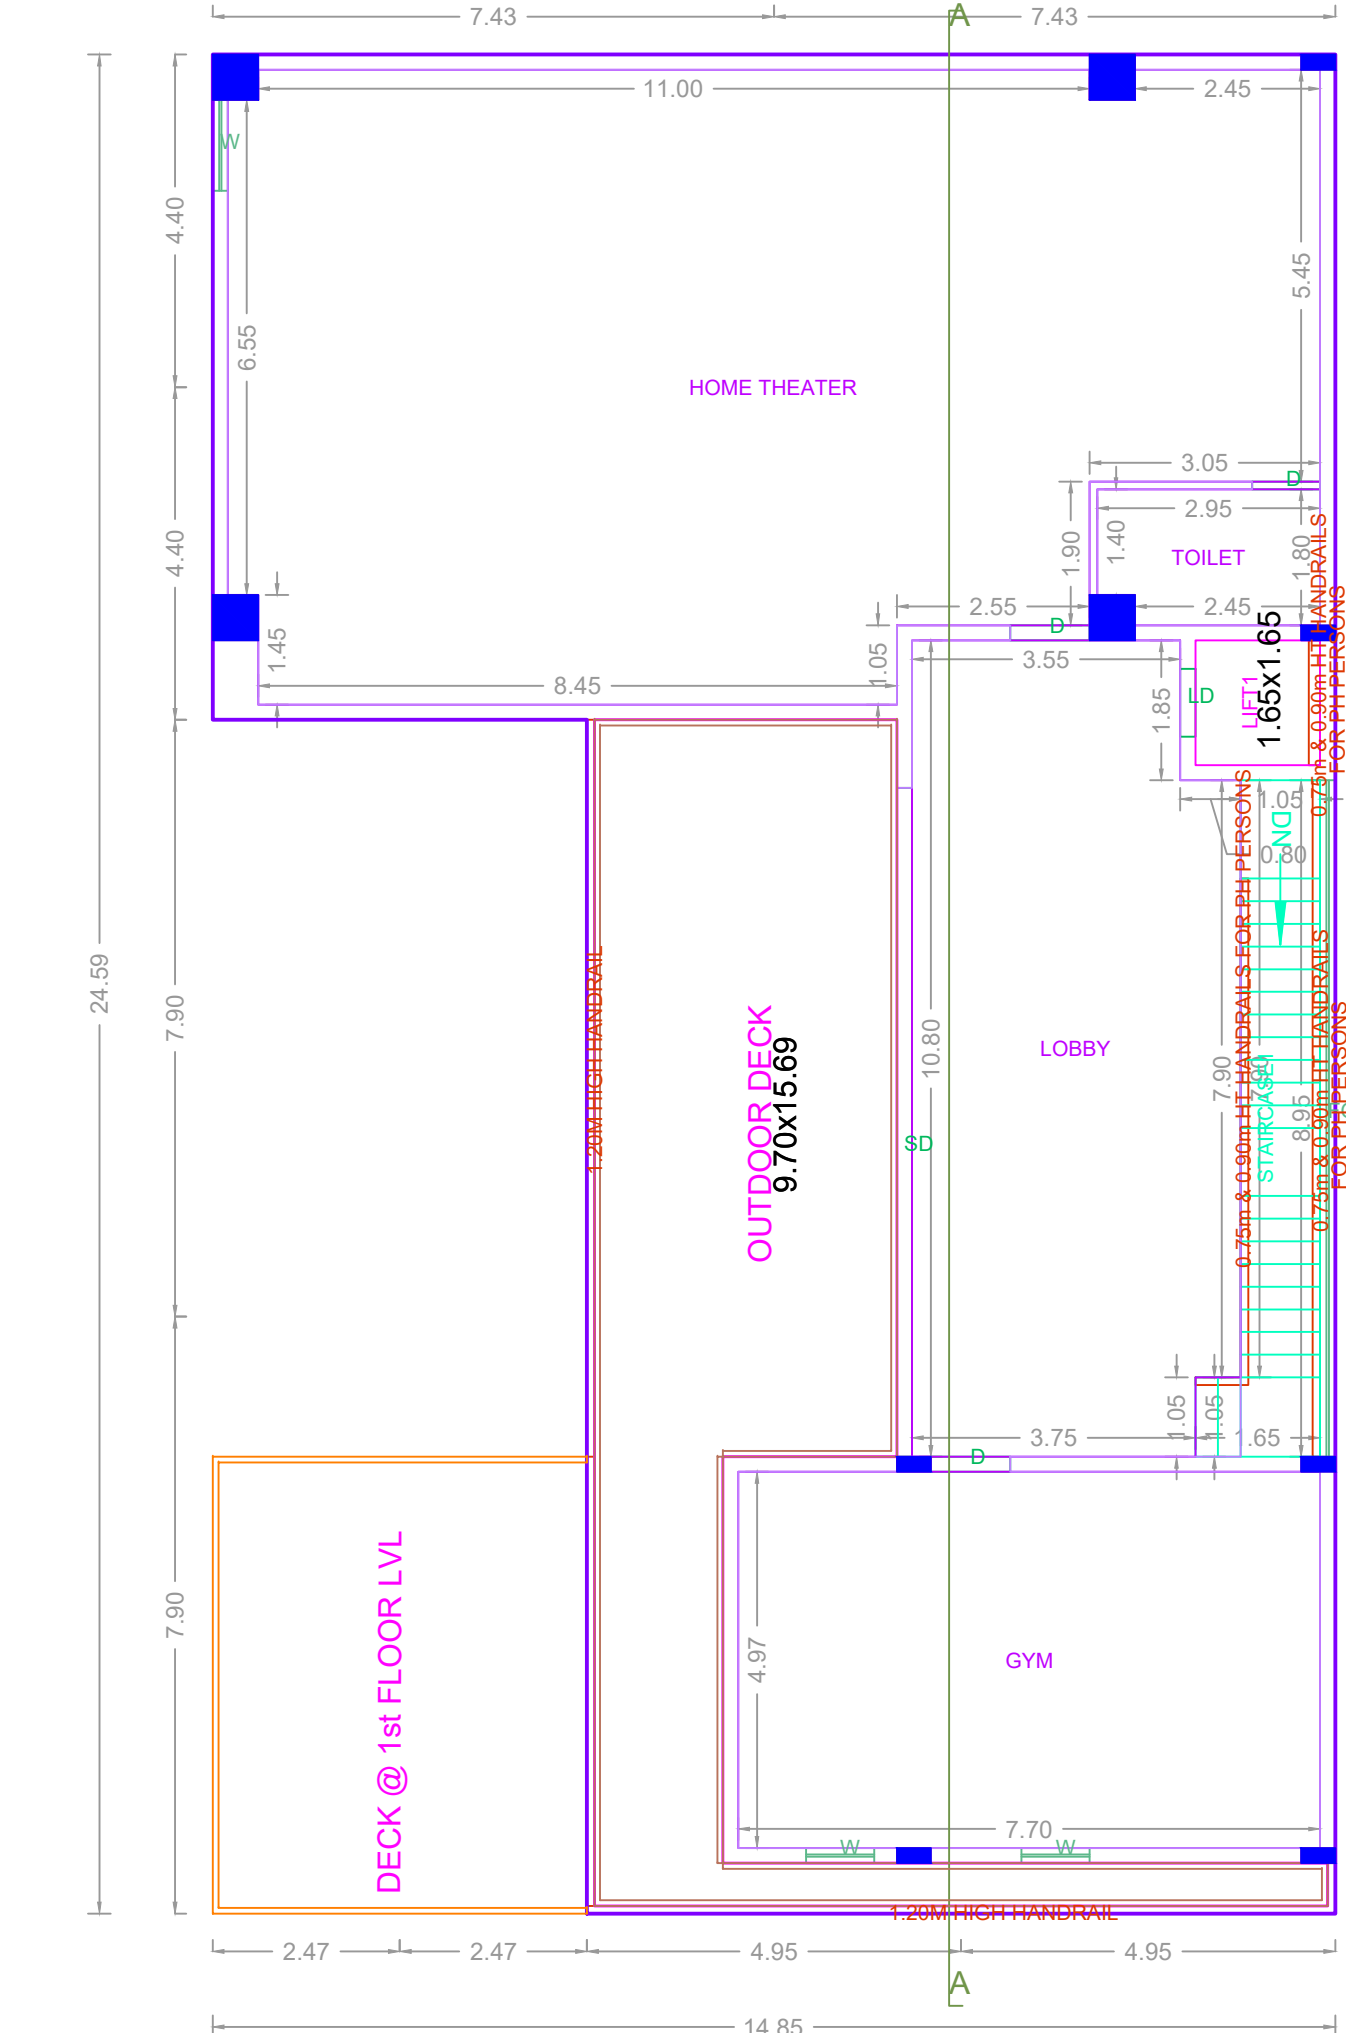 7.43
A
7.43
11.00
2.45
W
4.40
5.45
6.55
HOME THEATER
3.05
D
2.95
4.40
1.90
1.40
TOILET
1.80
0.75m & 0.90m HT HANDRAILS
FOR PH PERSONS
2.55
2.45
D
1.45
1.05
3.55
8.45
1.85
LD
LIFT1
1.65x1.65
1.05
DN
0.80
24.59
7.90
1.20M HIGH HANDRAIL
OUTDOOR DECK
9.70x15.69
10.80
LOBBY
7.90
7.90
0.75m & 0.90m HT HANDRAILS FOR PH PERSONS
STAIRCASE1
8.95
0.75m & 0.90m HT HANDRAILS
FOR PH PERSONS
SD
1.05
1.05
3.75
1.65
D
7.90
DECK @ 1st FLOOR LVL
4.97
GYM
7.70
W
W
1.20M HIGH HANDRAIL
2.47
2.47
4.95
4.95
A
14.85